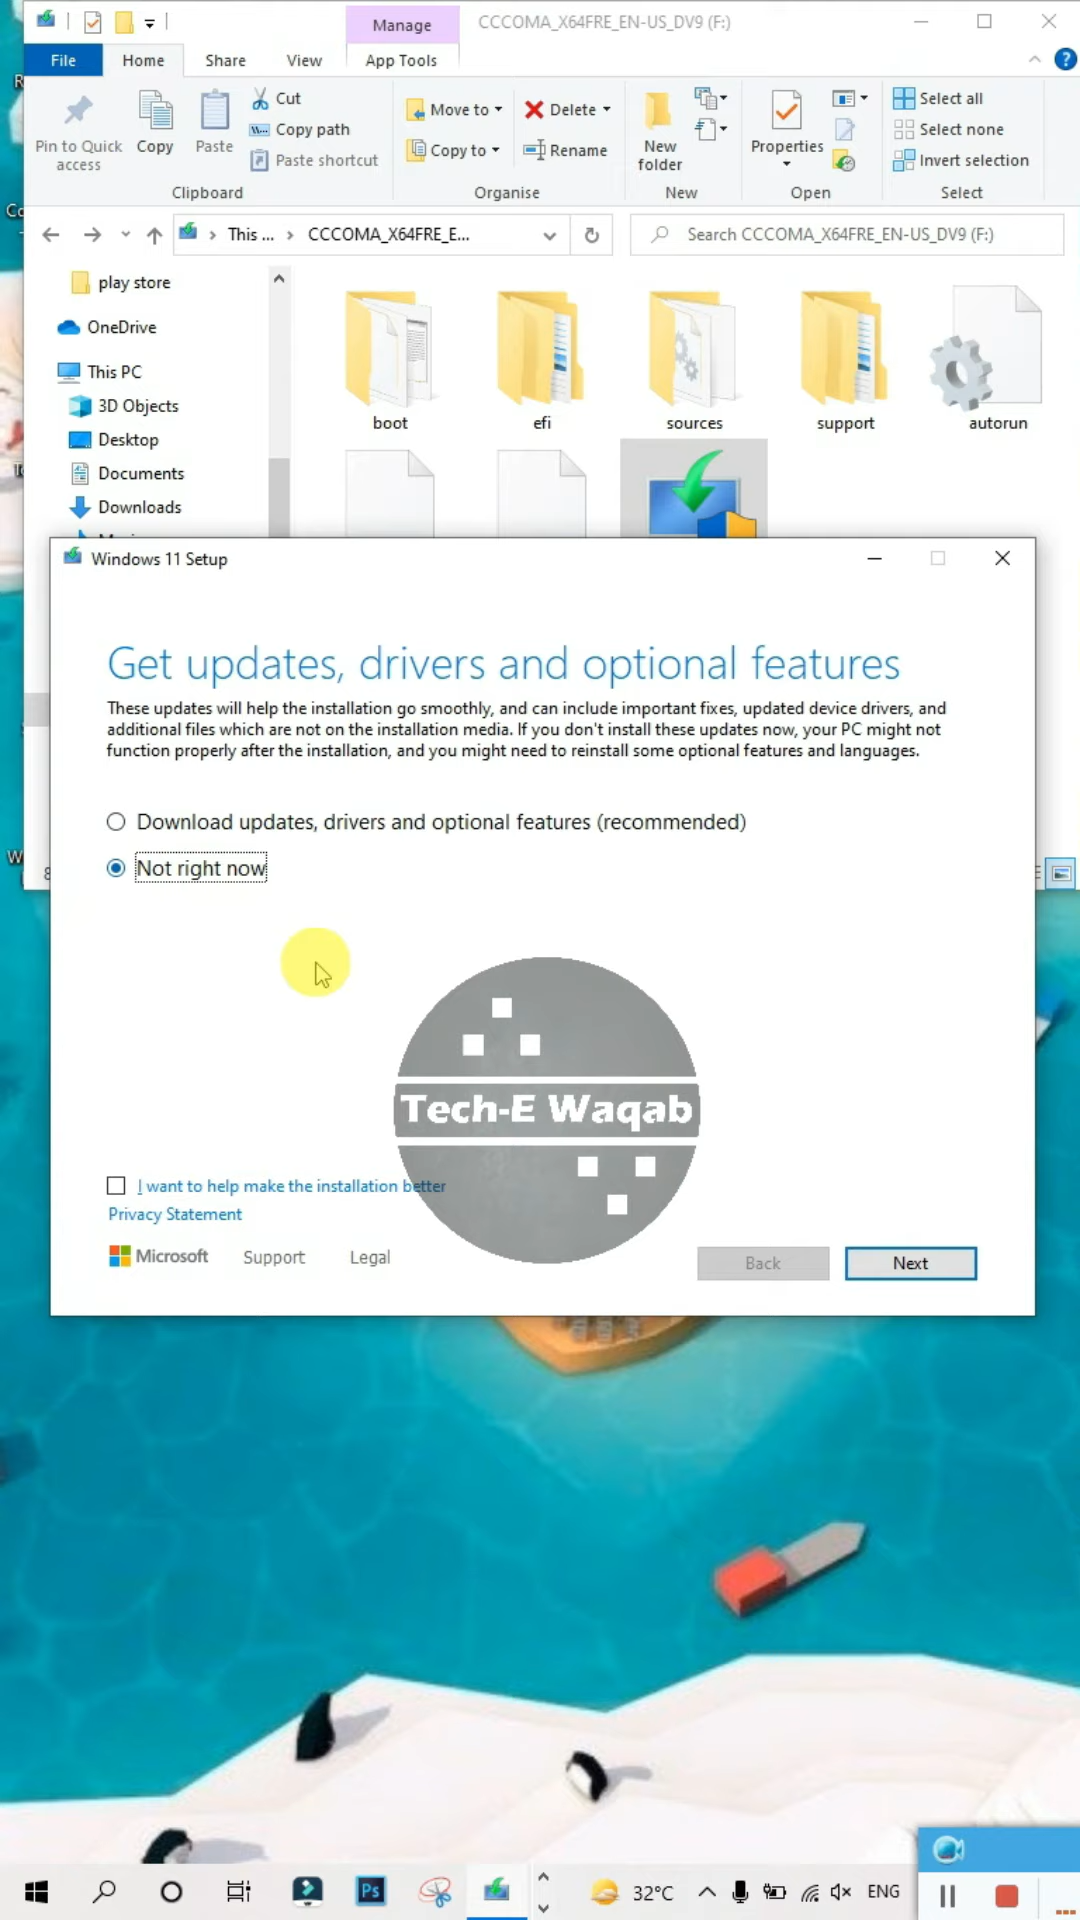 Manage
CCCOMA_X64FRE_EN-US_DV9 (F:)
File
Home
Share
View
App Tools
Pin to Quick access
Copy
Paste
Cut
Copy path
Paste shortcut
Clipboard
Move to
Copy to
Delete
Rename
Organise
New folder
New
Properties
Open
Select all
Select none
Invert selection
Select
This ...
CCCOMA_X64FRE_E...
Search CCCOMA_X64FRE_EN-US_DV9 (F:)
play store
OneDrive
This PC
3D Objects
Desktop
Documents
Downloads
boot
efi
sources
support
autorun
Windows 11 Setup
Get updates, drivers and optional features
These updates will help the installation go smoothly, and can include important fixes, updated device drivers, and
additional files which are not on the installation media. If you don't install these updates now, your PC might not
function properly after the installation, and you might need to reinstall some optional features and languages.
Download updates, drivers and optional features (recommended)
Not right now
Tech-E Waqab
I want to help make the installation better
Privacy Statement
Microsoft
Support
Legal
Back
Next
Ps
32°C
ENG